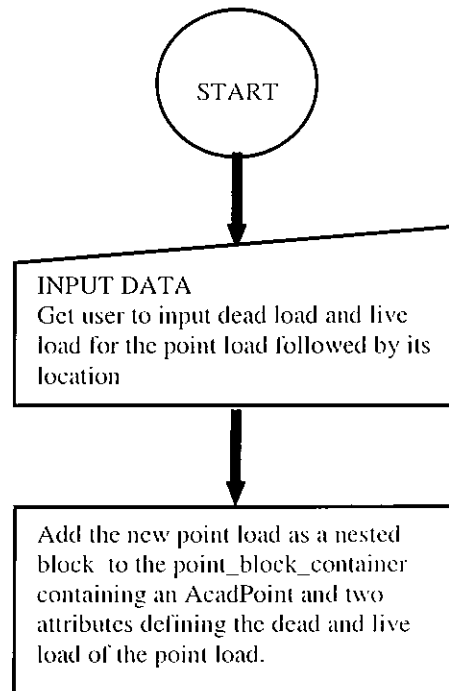 START
INPUT DATA
Get user to input dead load and live
load for the point load followed by its
location
Add the new point load as a nested
block to the point_block_container
containing an AcadPoint and two
attributes defining the dead and live
load of the point load.